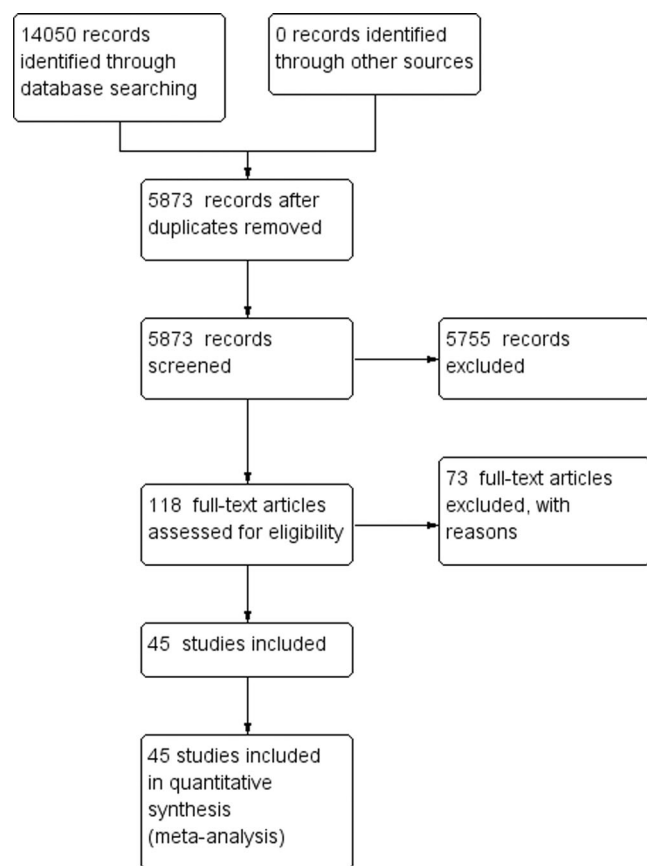 14050 records
identified through
database searching
0 records identified
through other sources
5873 records after
duplicates removed
5873 records
screened
5755 records
excluded
118 full-text articles
assessed for eligibility
73 full-text articles
excluded, with
reasons
45 studies included
45 studies included
in quantitative
synthesis
(meta-analysis)